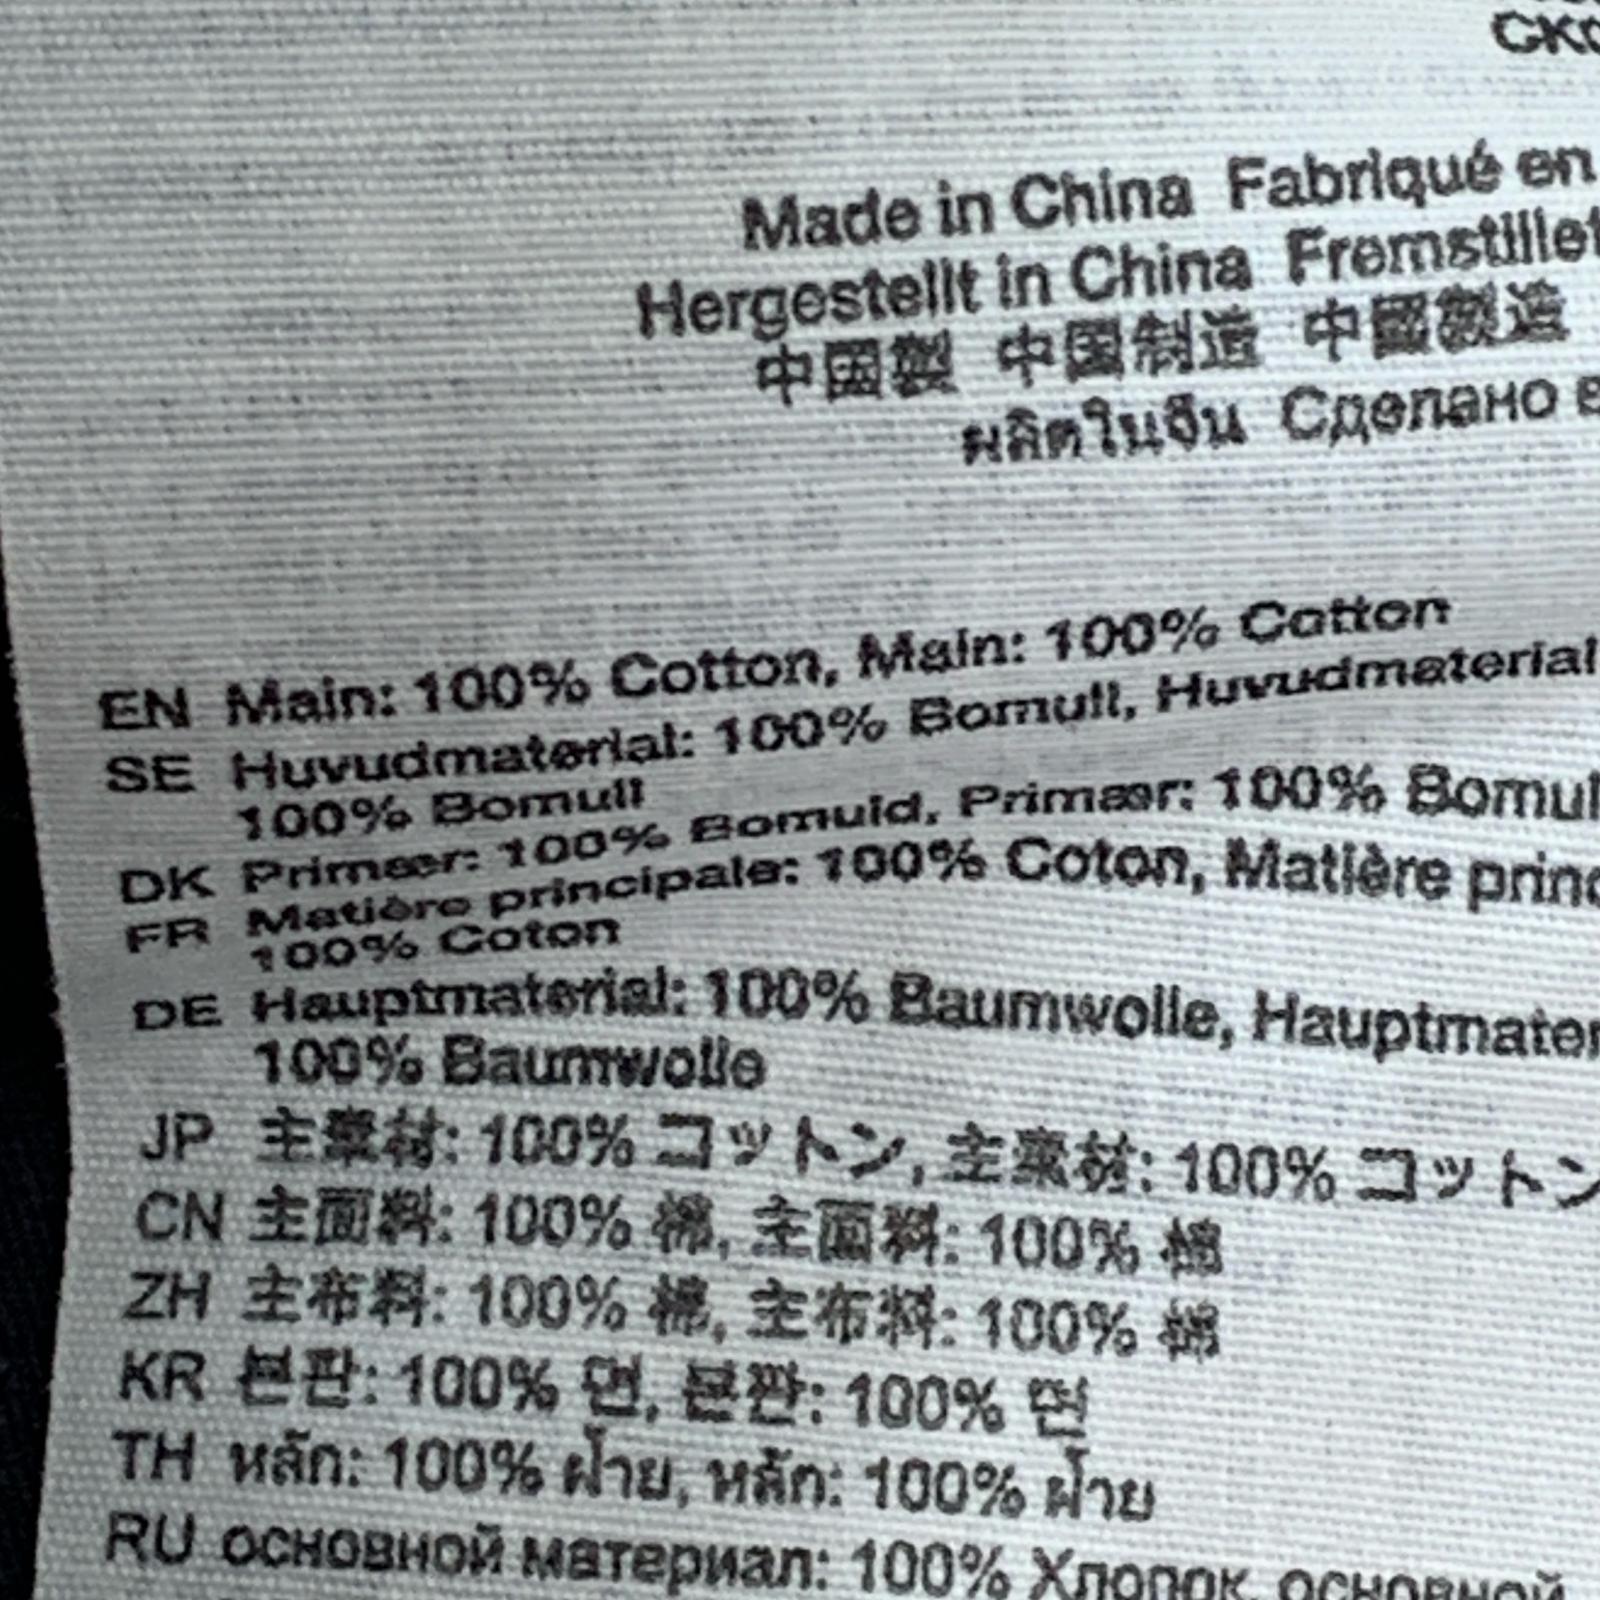 Made in China Fabriqué en
Hergestellt in China Fremstillet
中国製 中国制造 中國製造
ผลิตในจีน Сделано в
EN Main: 100% Cotton, Main: 100% Cotton
SE Huvudmaterial: 100% Bomull, Huvudmaterial
100% Bomull
DK Primær: 100% Bomuld, Primær: 100% Bomul
FR Matière principale: 100% Coton, Matière princ
100% Coton
DE Hauptmaterial: 100% Baumwolle, Hauptmater
100% Baumwolle
JP 主素材: 100% コットン, 主素材: 100% コットン
CN 主面料: 100% 棉, 主面料: 100% 棉
ZH 主布料: 100% 棉, 主布料: 100% 棉
KR 본판: 100% 면, 본판: 100% 면
TH หลัก: 100% ฝ้าย, หลัก: 100% ฝ้าย
RU основной материал: 100% Хлопок, основной